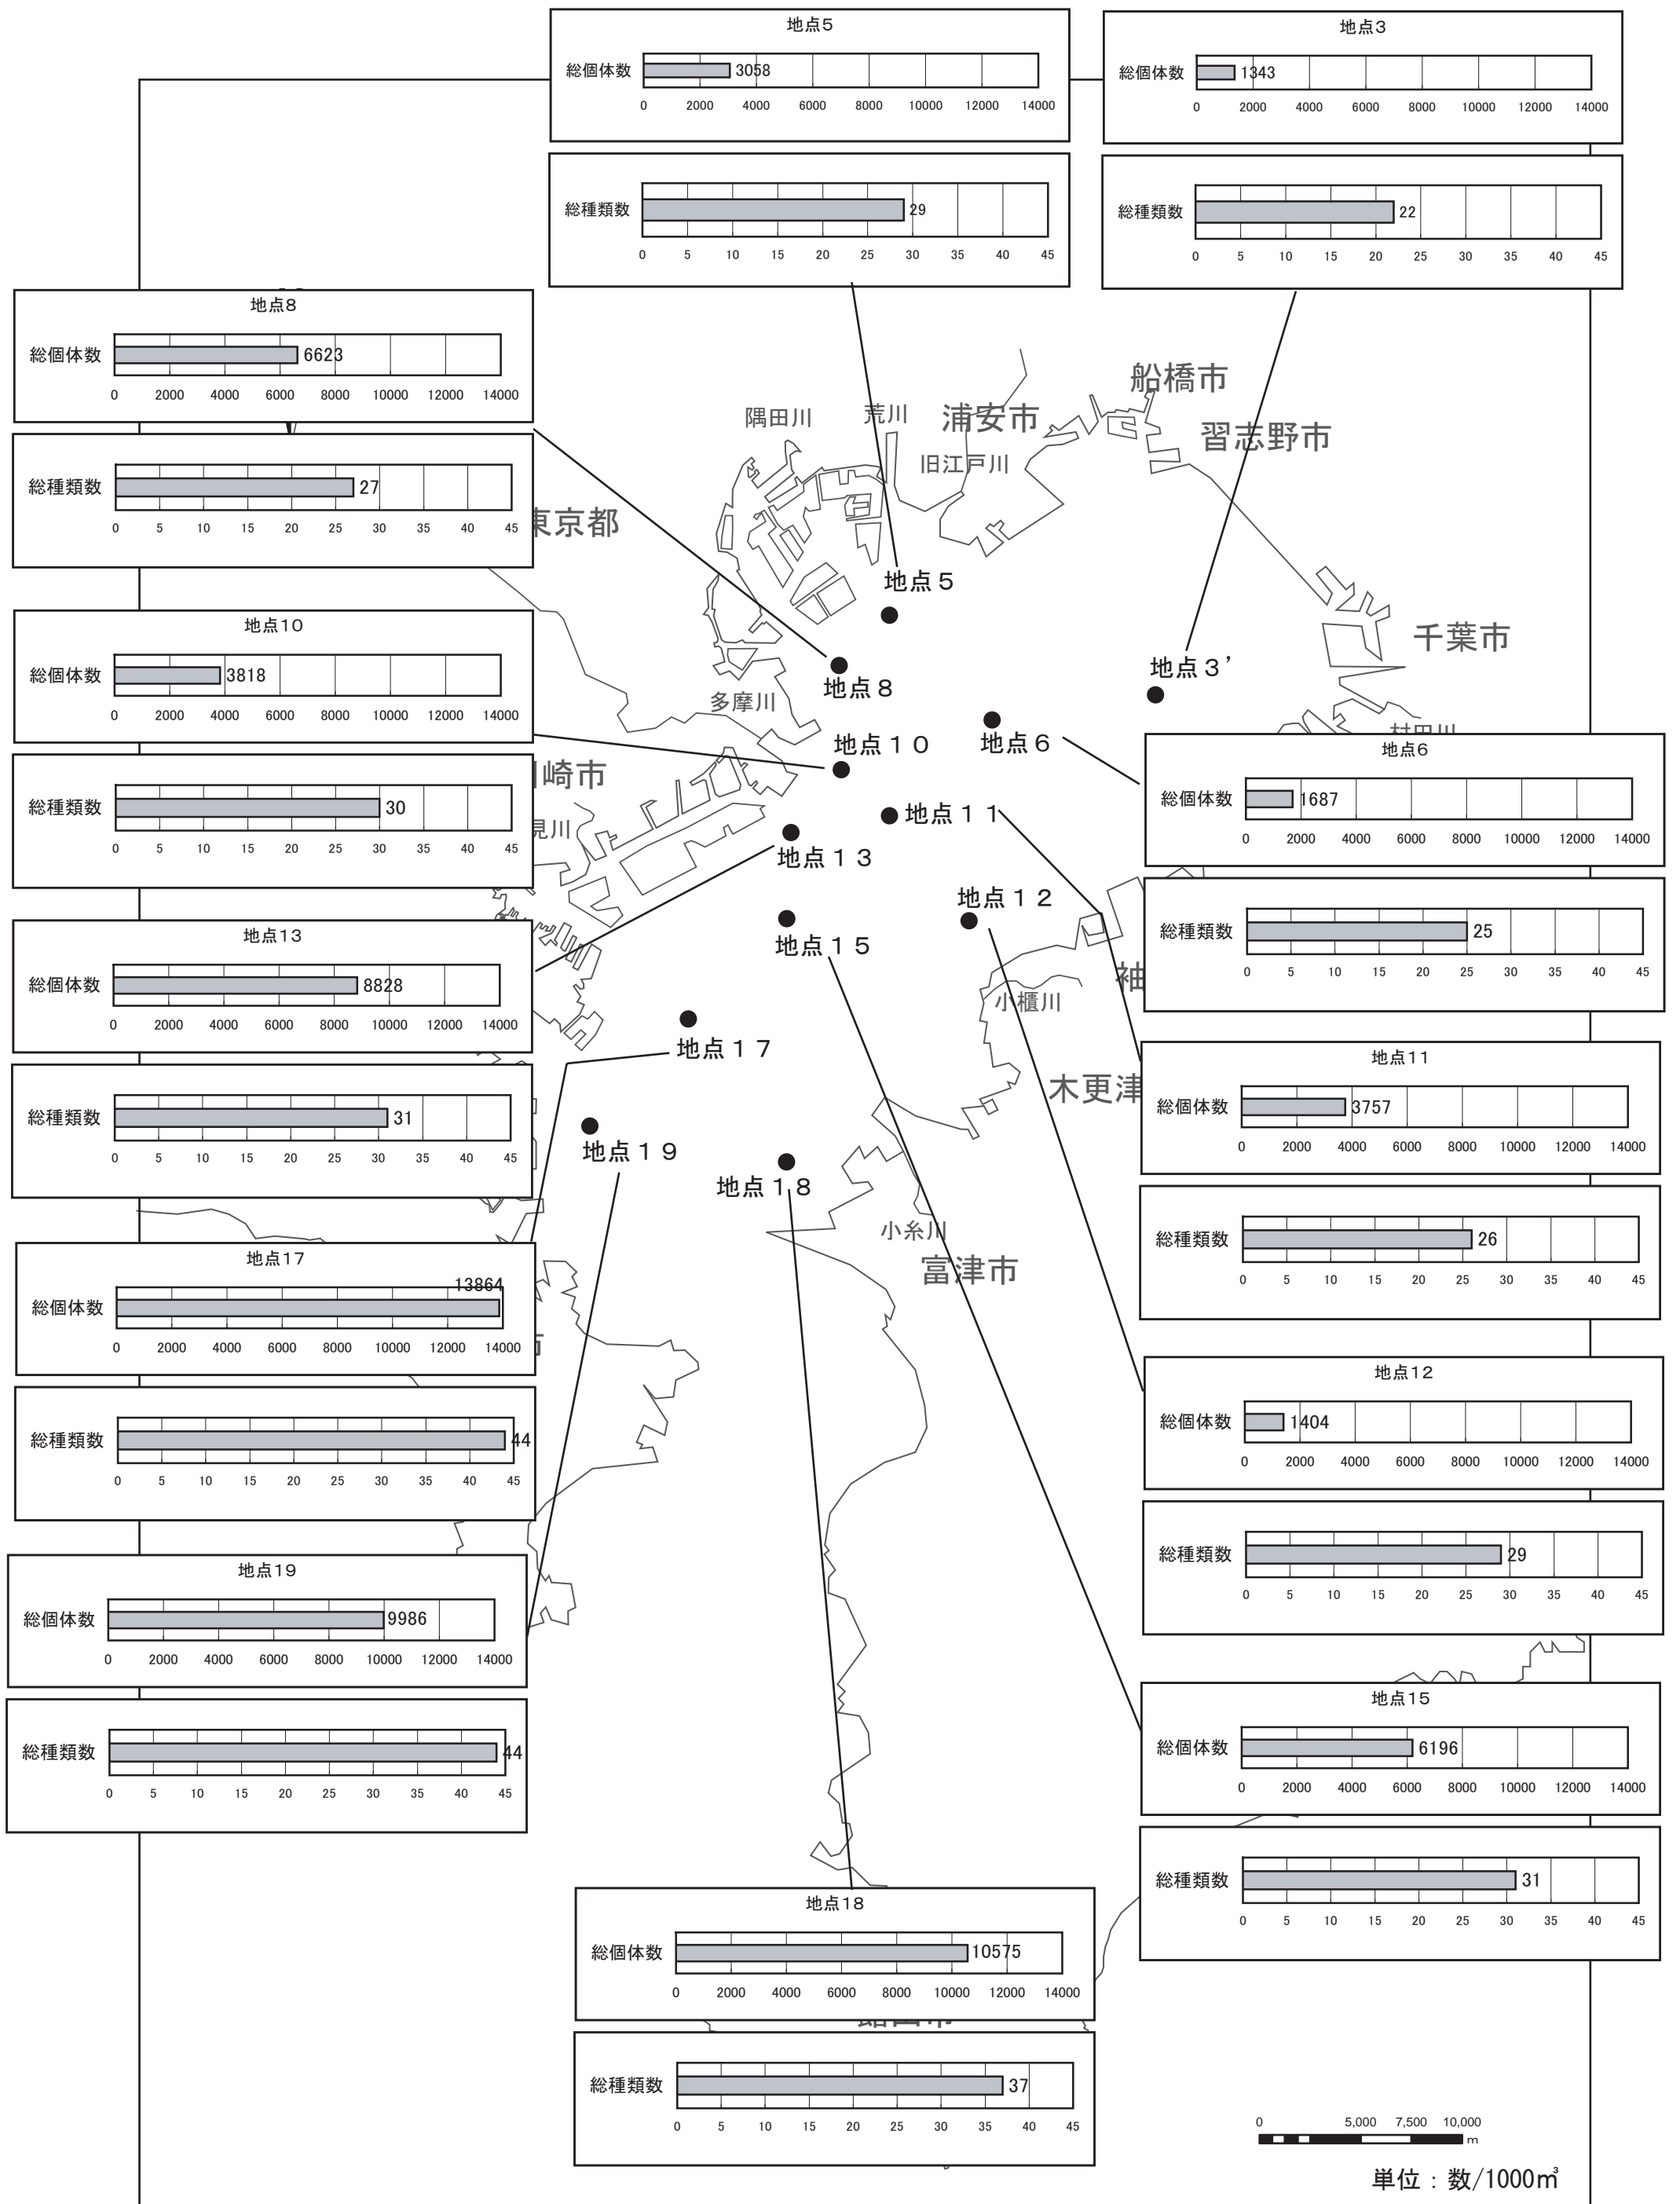 地点5
総個体数 3058
0 2000 4000 6000 8000 10000 12000 14000
総種類数 29
0 5 10 15 20 25 30 35 40 45
地点3
総個体数 1343
0 2000 4000 6000 8000 10000 12000 14000
総種類数 22
0 5 10 15 20 25 30 35 40 45
地点8
総個体数 6623
0 2000 4000 6000 8000 10000 12000 14000
総種類数 27
0 5 10 15 20 25 30 35 40 45
地点10
総個体数 3818
0 2000 4000 6000 8000 10000 12000 14000
総種類数 30
0 5 10 15 20 25 30 35 40 45
地点13
総個体数 8828
0 2000 4000 6000 8000 10000 12000 14000
総種類数 31
0 5 10 15 20 25 30 35 40 45
地点17
総個体数 13864
0 2000 4000 6000 8000 10000 12000 14000
総種類数 44
0 5 10 15 20 25 30 35 40 45
地点19
総個体数 9986
0 2000 4000 6000 8000 10000 12000 14000
総種類数 44
0 5 10 15 20 25 30 35 40 45
船橋市
隅田川 荒川 浦安市
習志野市
旧江戸川
東京都
地点５
千葉市
地点３’
地点８
多摩川
地点６
地点１０
崎市
地点１１
見川
地点１３
地点１２
地点１５
袖
小櫃川
地点１７
木更津
地点１９
地点１８
小糸川
富津市
地点6
総個体数 1687
0 2000 4000 6000 8000 10000 12000 14000
総種類数 25
0 5 10 15 20 25 30 35 40 45
地点11
総個体数 3757
0 2000 4000 6000 8000 10000 12000 14000
総種類数 26
0 5 10 15 20 25 30 35 40 45
地点12
総個体数 1404
0 2000 4000 6000 8000 10000 12000 14000
総種類数 29
0 5 10 15 20 25 30 35 40 45
地点15
総個体数 6196
0 2000 4000 6000 8000 10000 12000 14000
総種類数 31
0 5 10 15 20 25 30 35 40 45
地点18
総個体数 10575
0 2000 4000 6000 8000 10000 12000 14000
総種類数 37
0 5 10 15 20 25 30 35 40 45
0 5,000 7,500 10,000
m
単位：数/1000㎥